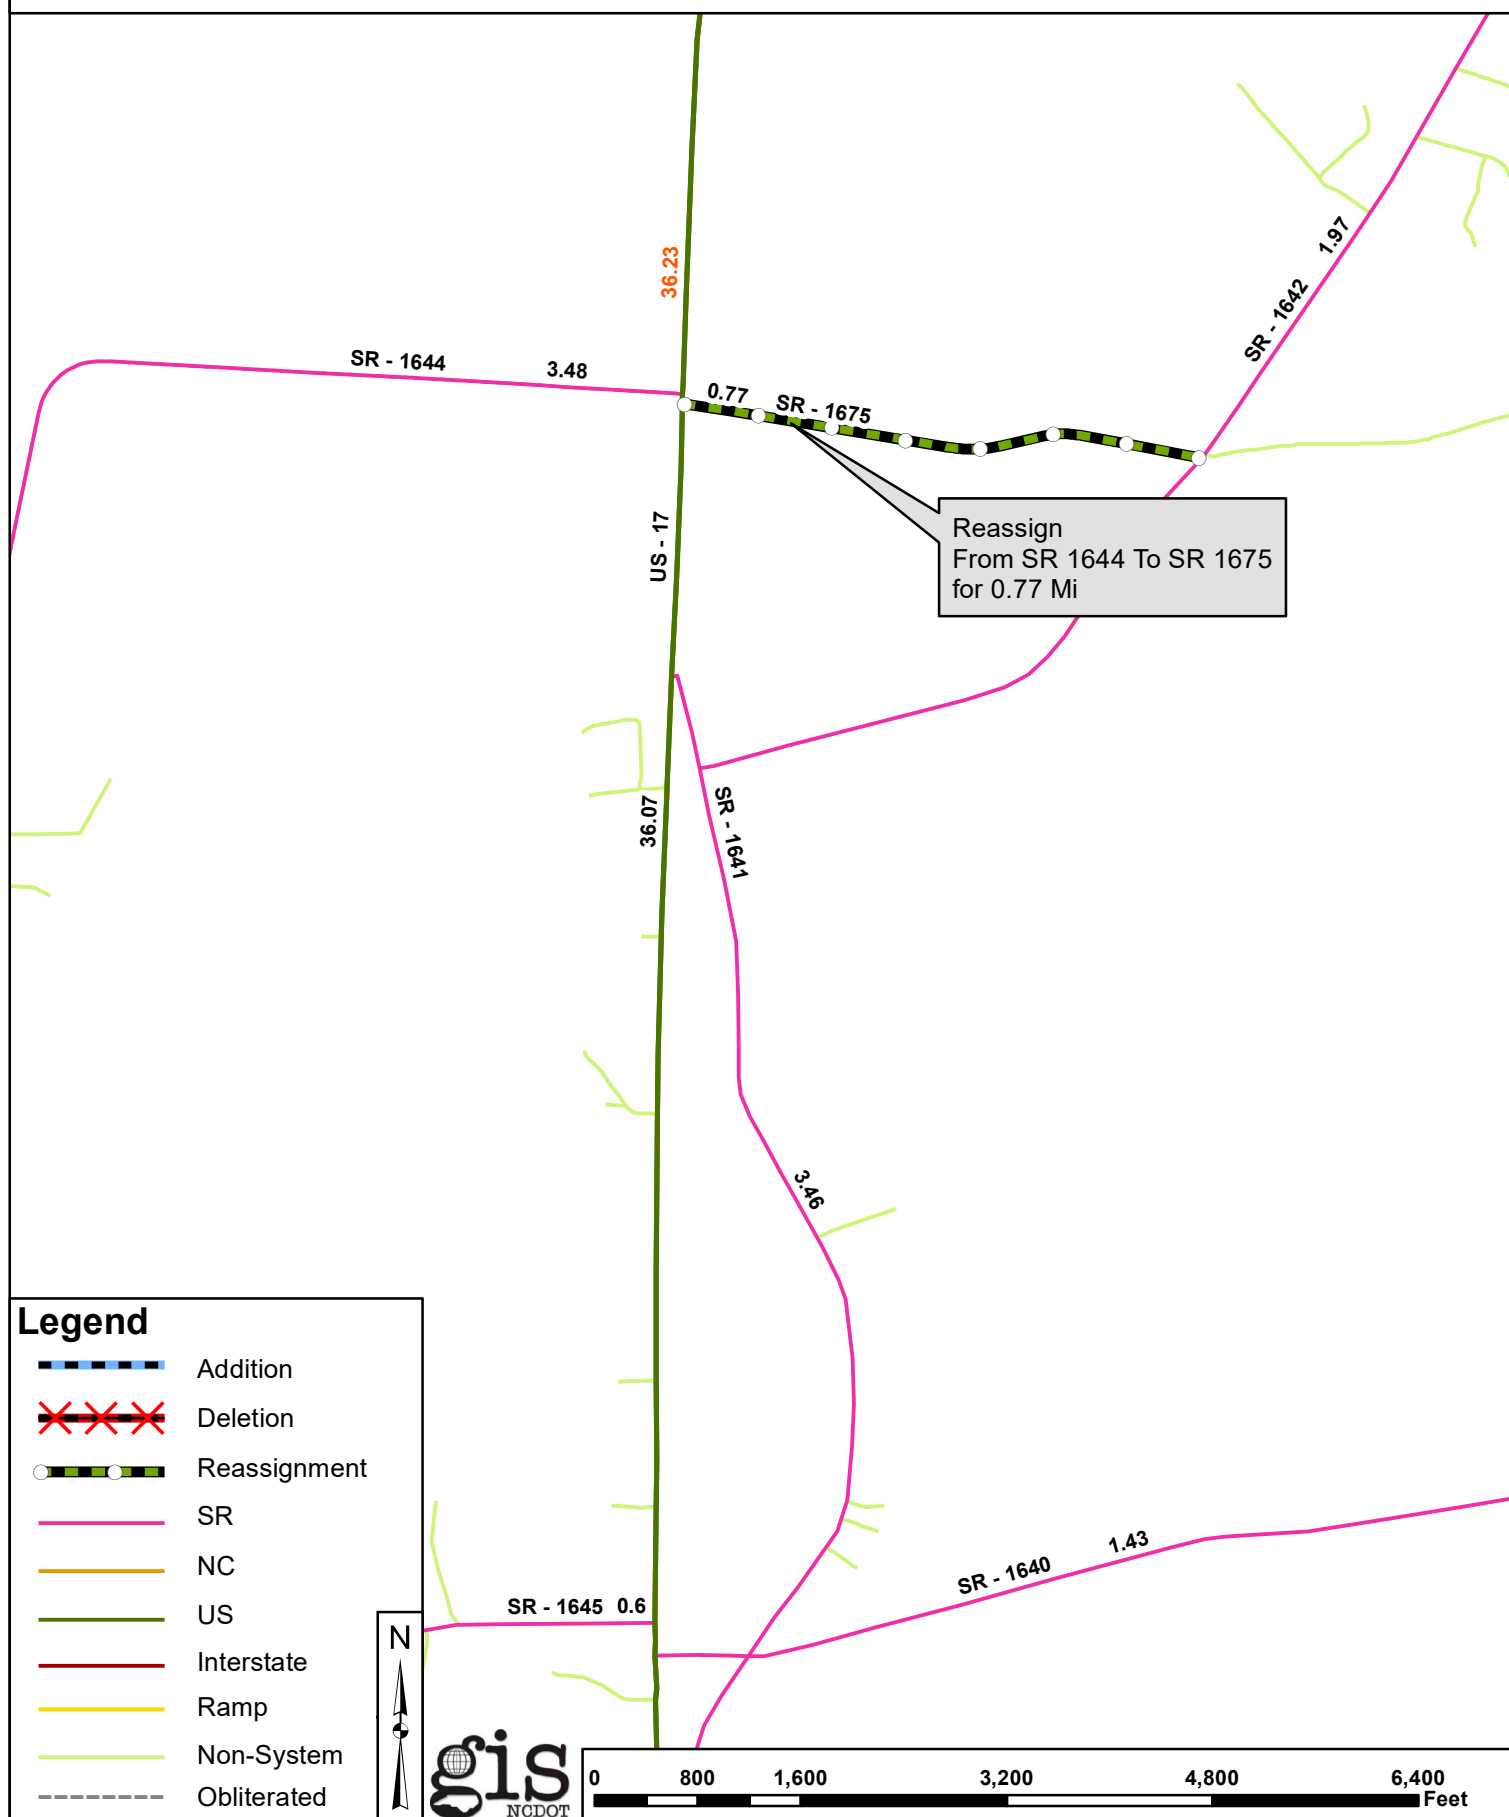 36.23
1.97
SR - 1642
SR - 1644
3.48
0.77
SR - 1675
US - 17
Reassign
From SR 1644 To SR 1675
for 0.77 Mi
36.07
SR - 1641
3.46
Legend
Addition
Deletion
Reassignment
SR
NC
US
Interstate
Ramp
Non-System
Obliterated
SR - 1640
1.43
SR - 1645 0.6
N
gis
NCDOT
0 800 1,600 3,200 4,800 6,400
Feet